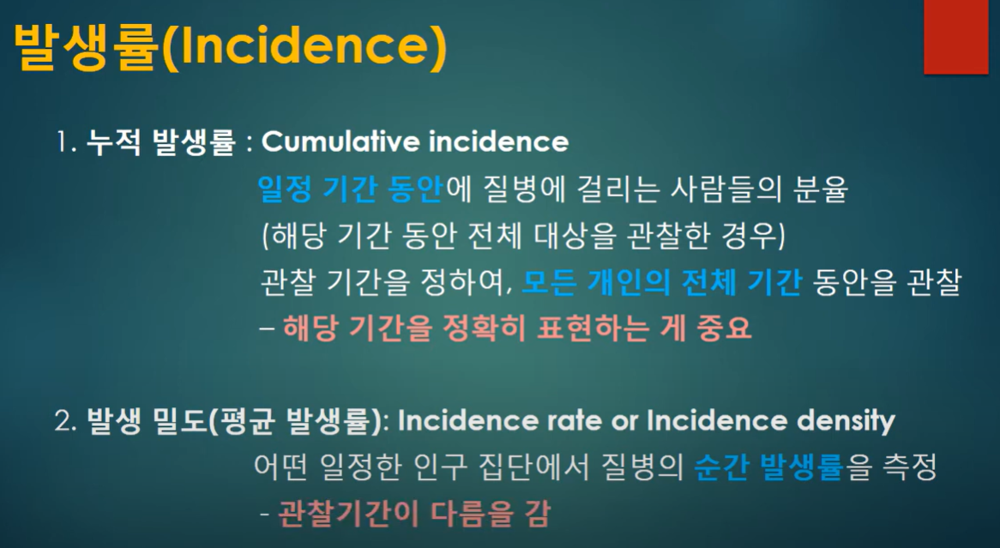 발생률(Incidence)
1. 누적 발생률 : Cumulative incidence
일정 기간 동안에 질병에 걸리는 사람들의 분율
(해당 기간 동안 전체 대상을 관찰한 경우)
관찰 기간을 정하여, 모든 개인의 전체 기간 동안을 관찰
– 해당 기간을 정확히 표현하는 게 중요
2. 발생 밀도(평균 발생률): Incidence rate or Incidence density
어떤 일정한 인구 집단에서 질병의 순간 발생률을 측정
- 관찰기간이 다름을 감